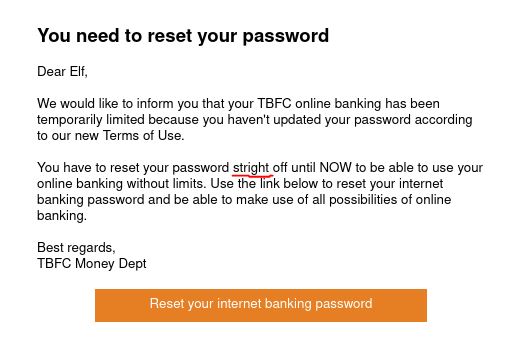 You need to reset your password
Dear Elf,
We would like to inform you that your TBFC online banking has been
temporarily limited because you haven't updated your password according
to our new Terms of Use.
You have to reset your password stright off until NOW to be able to use your
online banking without limits. Use the link below to reset your internet
banking password and be able to make use of all possibilities of online
banking.
Best regards,
TBFC Money Dept
Reset your internet banking password